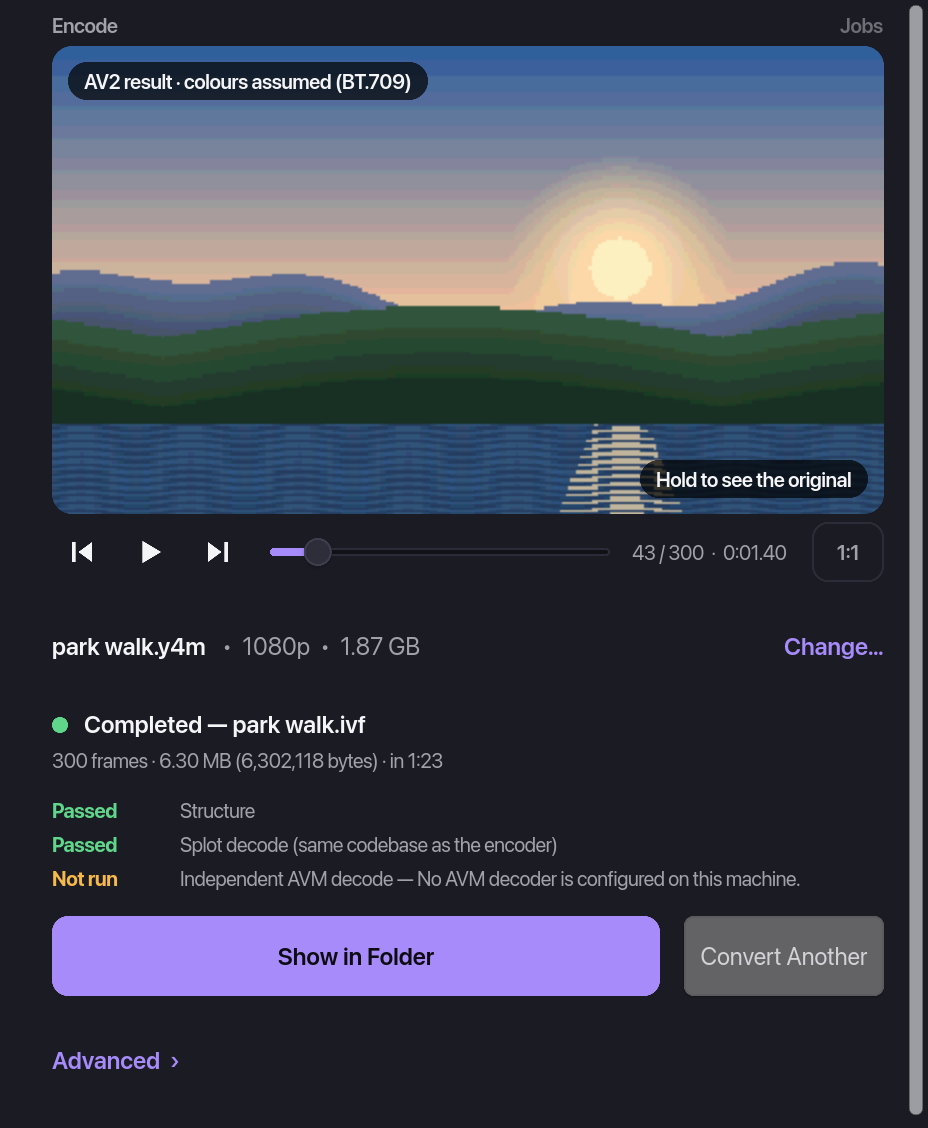 Encode Jobs
AV2 result · colours assumed (BT.709)
Hold to see the original
43 / 300 · 0:01.40 1:1
park walk.y4m • 1080p • 1.87 GB Change...
Completed — park walk.ivf
300 frames · 6.30 MB (6,302,118 bytes) · in 1:23
Passed Structure
Passed Splot decode (same codebase as the encoder)
Not run Independent AVM decode — No AVM decoder is configured on this machine.
Show in Folder Convert Another
Advanced ›